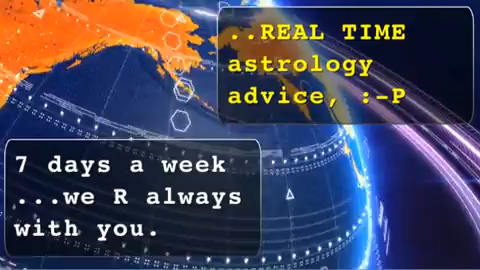 ..REAL TIME
astrology
advice, :-P
7 days a week
...we R always
with you.